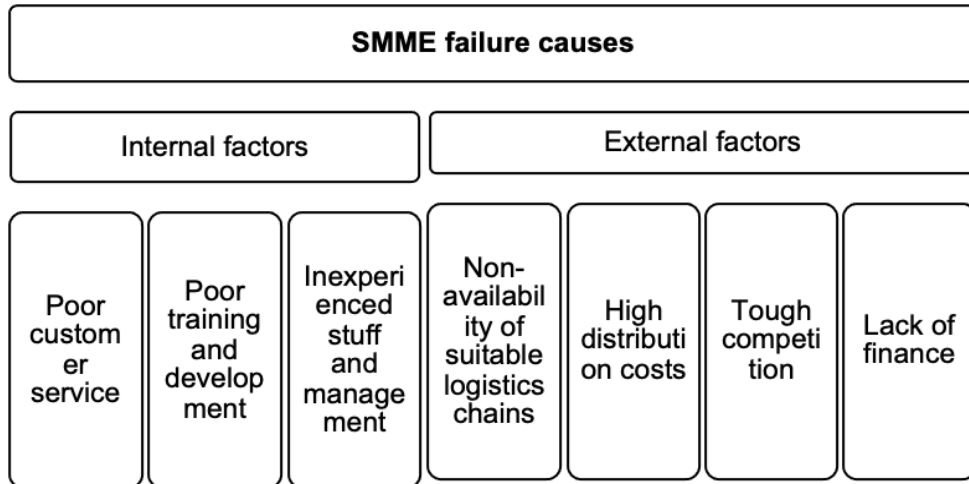 SMME failure causes
Internal factors
External factors
Poor
custom
er
service
Poor
training
and
develop
ment
Inexperi
enced
stuff
and
manage
ment
Non-
availabil
ity of
suitable
logistics
chains
High
distributi
on costs
Tough
competi
tion
Lack of
finance